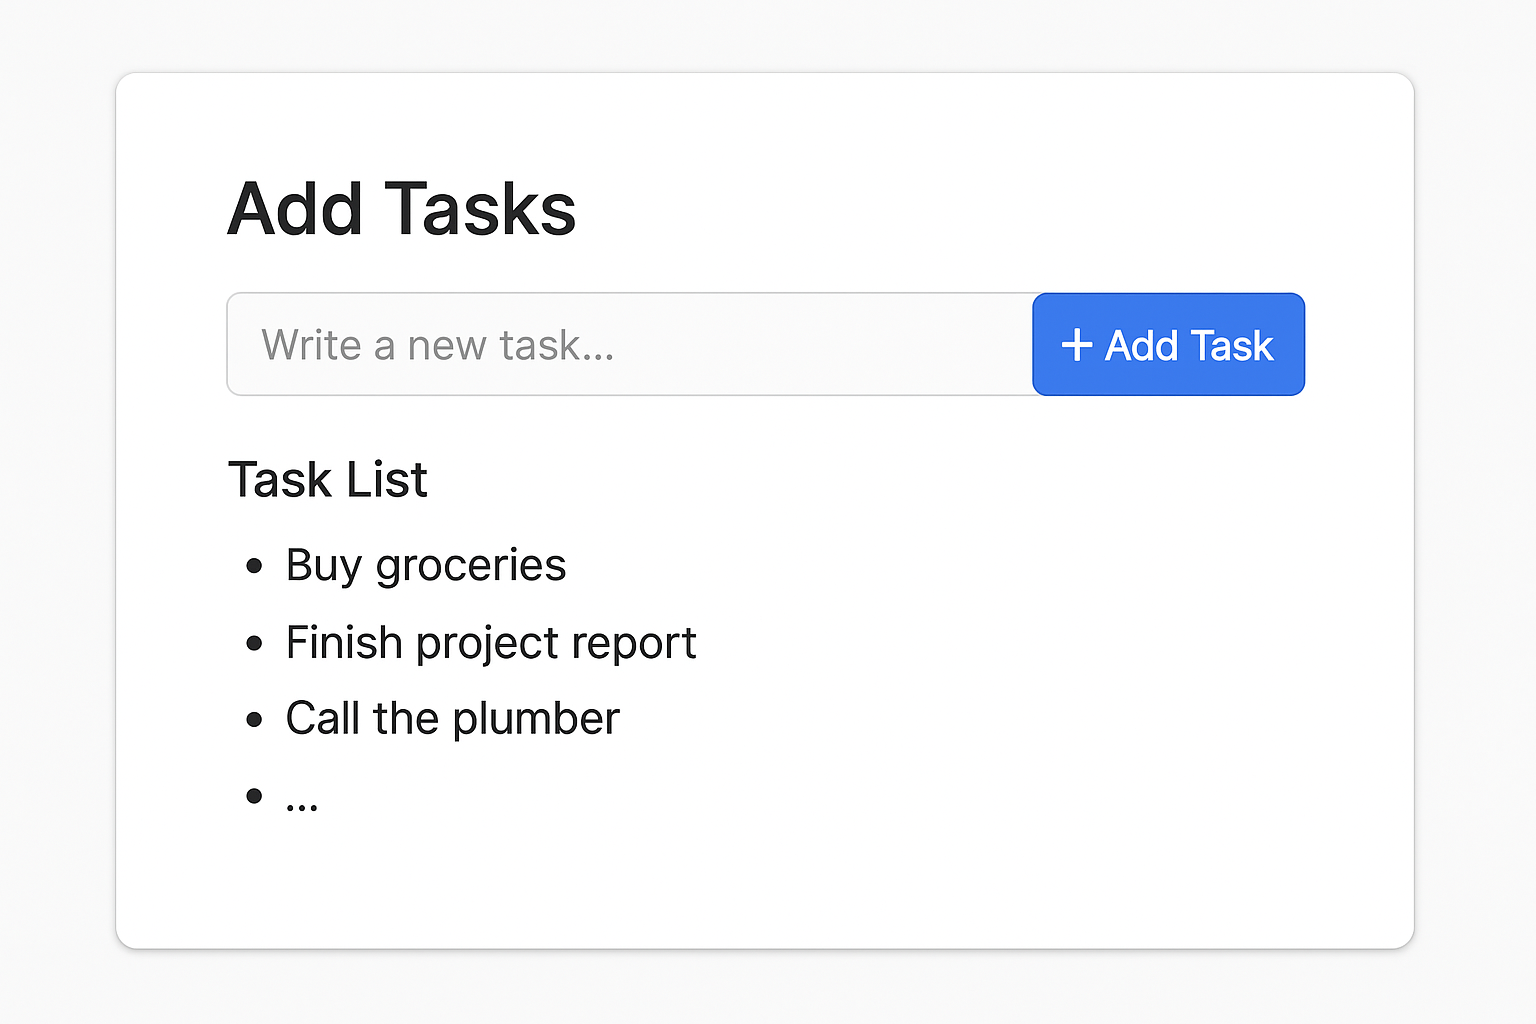 Add Tasks
Write a new task...
+ Add Task
Task List
• Buy groceries
• Finish project report
• Call the plumber
• ...